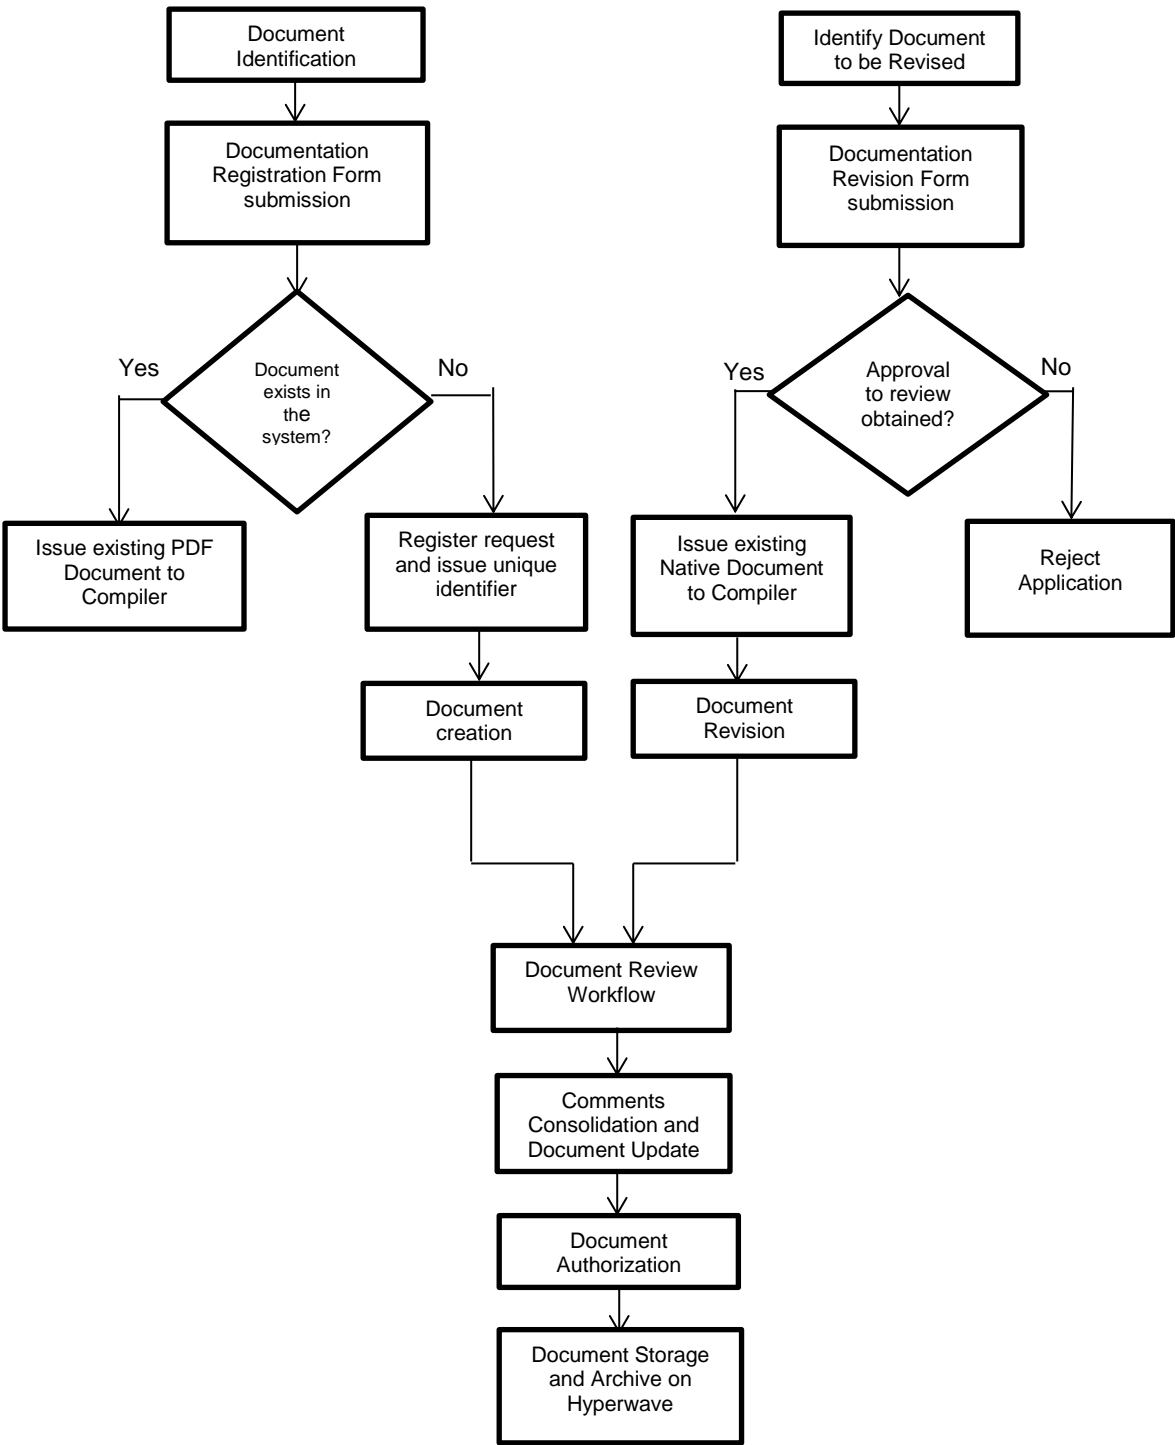 Document
Identification
Identify Document
to be Revised
Documentation
Registration Form
submission
Documentation
Revision Form
submission
Yes
Document
exists in
the
system?
No
Yes
Approval
to review
obtained?
No
Issue existing PDF
Document to
Compiler
Register request
and issue unique
identifier
Issue existing
Native Document
to Compiler
Reject
Application
Document
creation
Document
Revision
Document Review
Workflow
Comments
Consolidation and
Document Update
Document
Authorization
Document Storage
and Archive on
Hyperwave